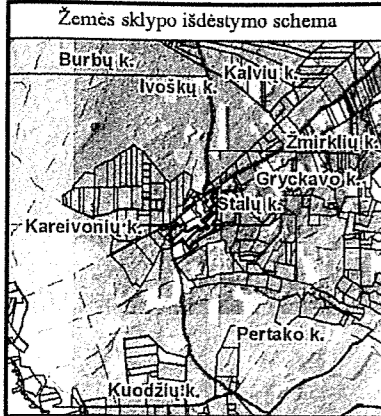 Žemės sklypo išdėstymo schema
Burbų k.
Kalvių k.
Ivoškų k.
Žmirklių k.
Gryckavo k.
Stalų k.
Kareivonių k.
Pertako k.
Kuodžių k.